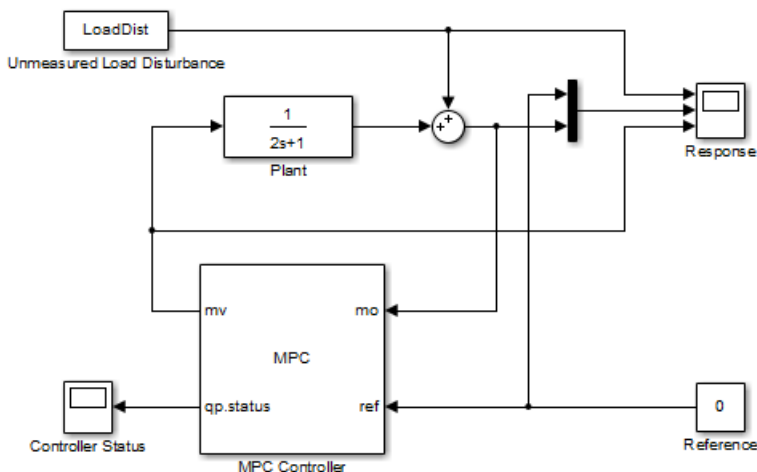 LoadDist
Unmeasured Load Disturbance
1
2s+1
Plant
+
+
Response
mv
mo
MPC
qp.status
ref
MPC Controller
Controller Status
0
Reference